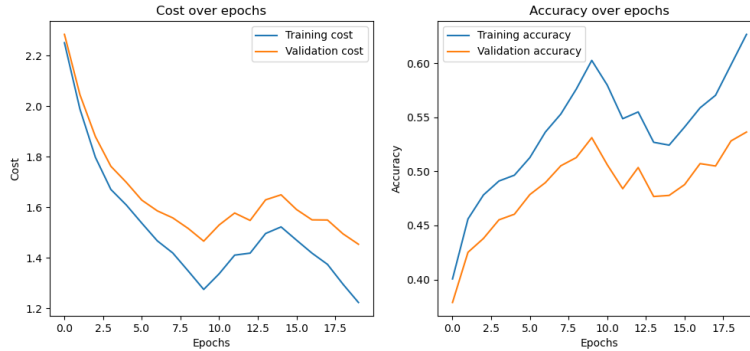 Cost over epochs
2.2
2.0
1.8
1.6
1.4
1.2
Cost
0.0 2.5 5.0 7.5 10.0 12.5 15.0 17.5
Epochs
Training cost
Validation cost
Accuracy over epochs
0.60
0.55
0.50
0.45
0.40
Accuracy
0.0 2.5 5.0 7.5 10.0 12.5 15.0 17.5
Epochs
Training accuracy
Validation accuracy